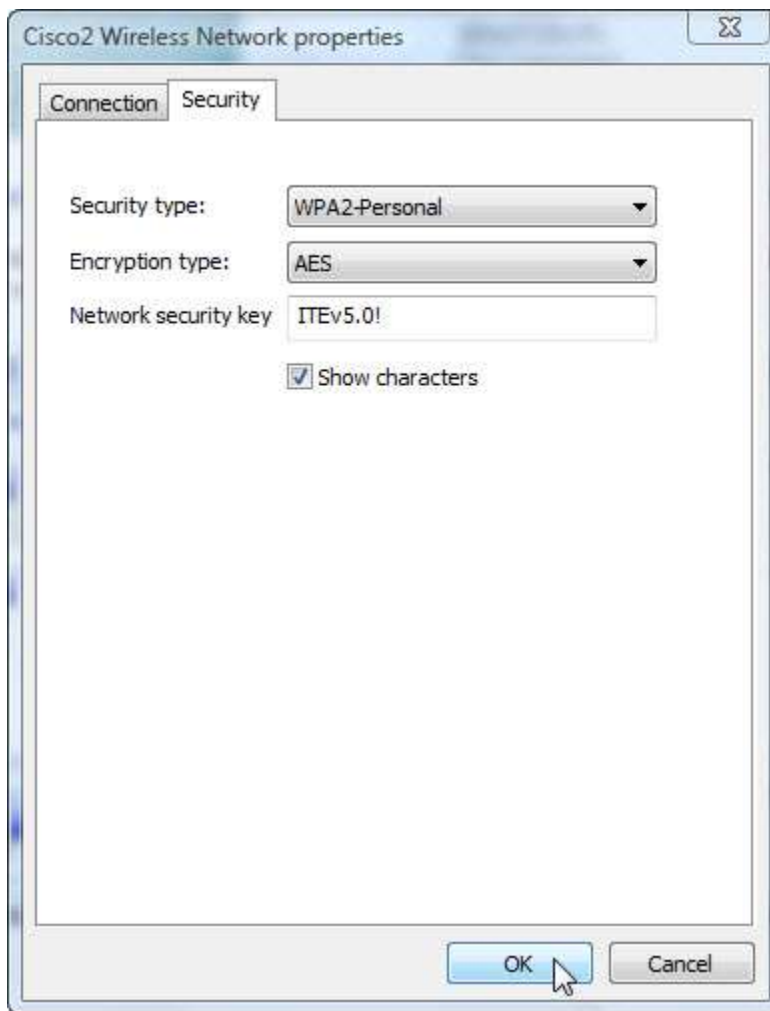 Cisco2 Wireless Network properties
Connection Security
Security type: WPA2-Personal
Encryption type: AES
Network security key ITEv5.0!
Show characters
OK Cancel